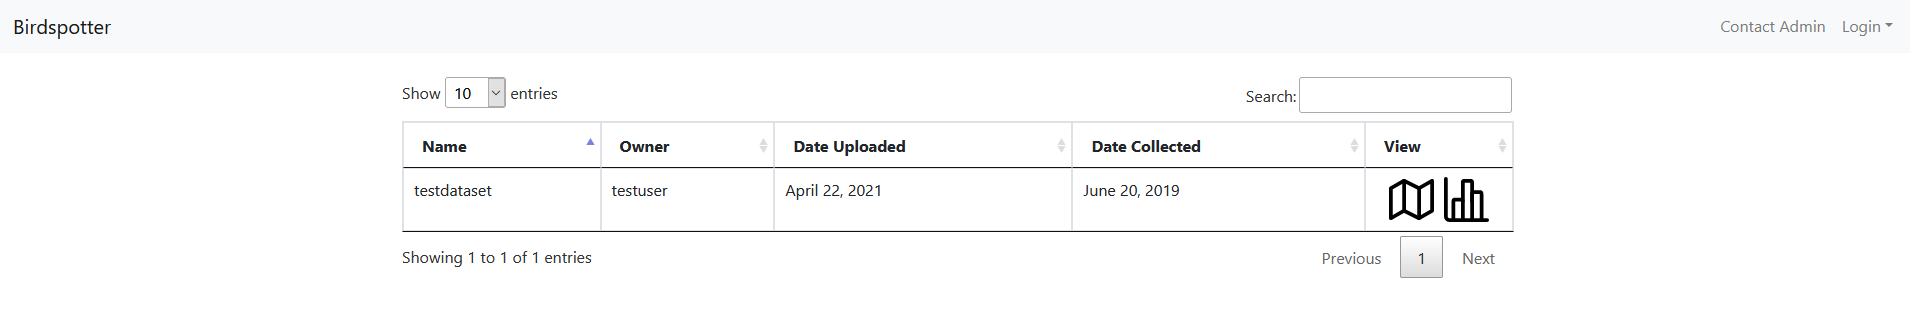 Birdspotter Contact Admin Login
Show 10 entries Search:
Name Owner Date Uploaded Date Collected View
testdataset testuser April 22, 2021 June 20, 2019
Showing 1 to 1 of 1 entries Previous 1 Next